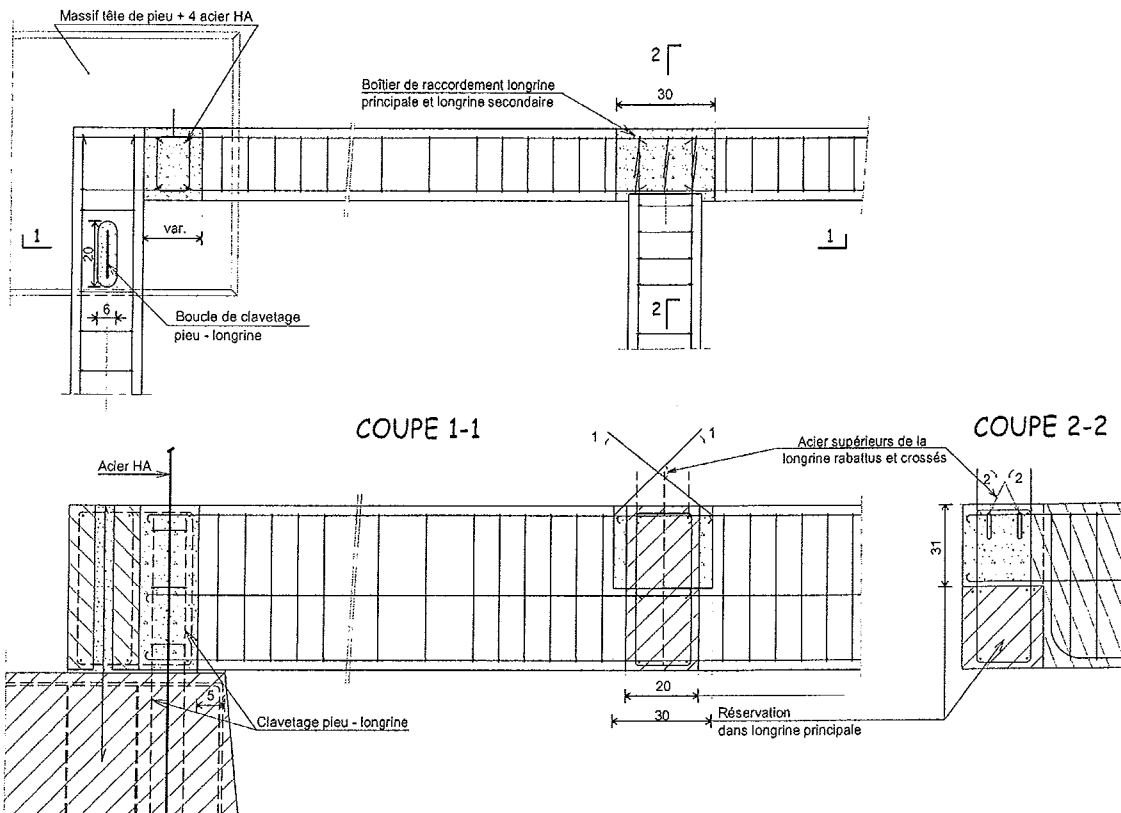 Massif tête de pieu + 4 acier HA
2
Boîtier de raccordement longrine
principale et longrine secondaire
30
1
var.
1
20
6
Boucle de clavetage
pieu - longrine
2
COUPE 1-1
COUPE 2-2
1
1
Acier supérieurs de la
longrine rabattus et crossés
Acier HA
2
2
31
5
Clavetage pieu - longrine
20
30
Réservation
dans longrine principale